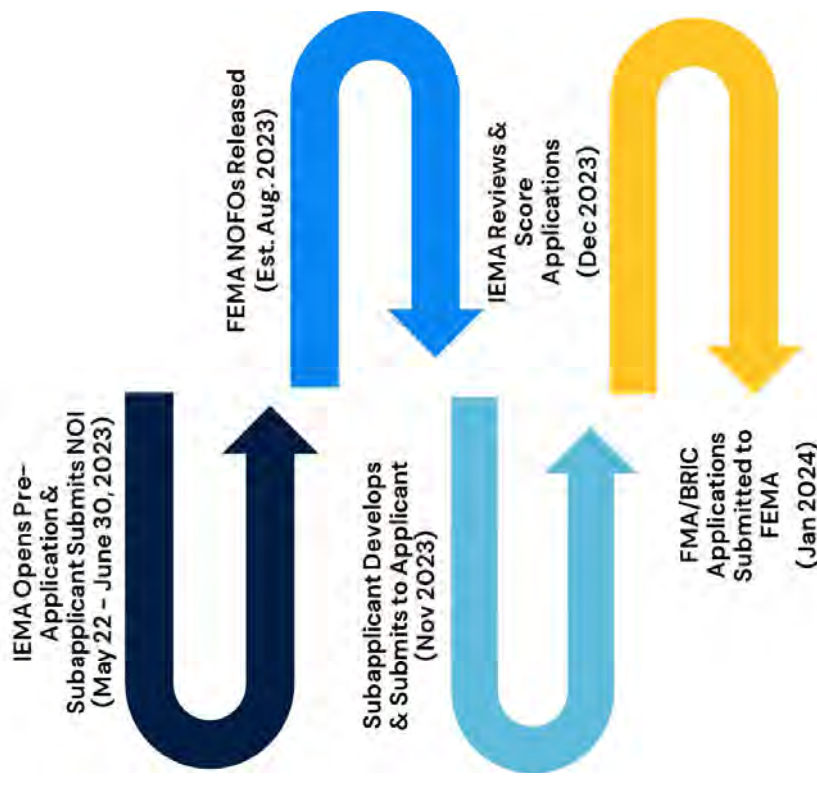 IEMA Opens Pre-
Application &
Subapplicant Submits NOI
(May 22 - June 30, 2023)
FEMA NOFOs Released
(Est. Aug. 2023)
Subapplicant Develops
& Submits to Applicant
(Nov 2023)
IEMA Reviews &
Score
Applications
(Dec 2023)
FMA/BRIC
Applications
Submitted to
FEMA
(Jan 2024)